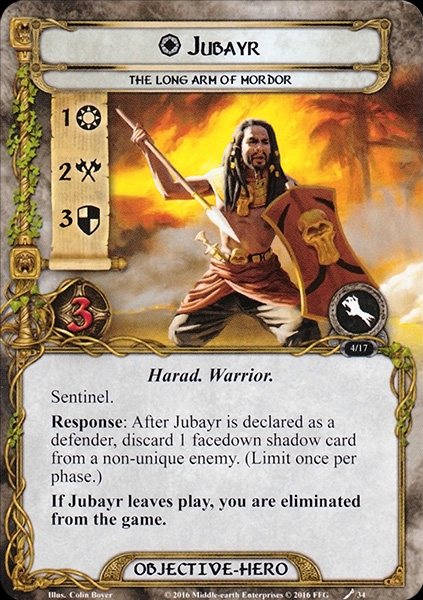 JUBAYR
THE LONG ARM OF MORDOR
1
2
3
3
4/17
Harad. Warrior.
Sentinel.
Response: After Jubayr is declared as a
defender, discard 1 facedown shadow card
from a non-unique enemy. (Limit once per
phase.)
If Jubayr leaves play, you are eliminated
from the game.
OBJECTIVE-HERO
Illus. Colin Boyer
© 2016 Middle-earth Enterprises © 2016 FFG
34